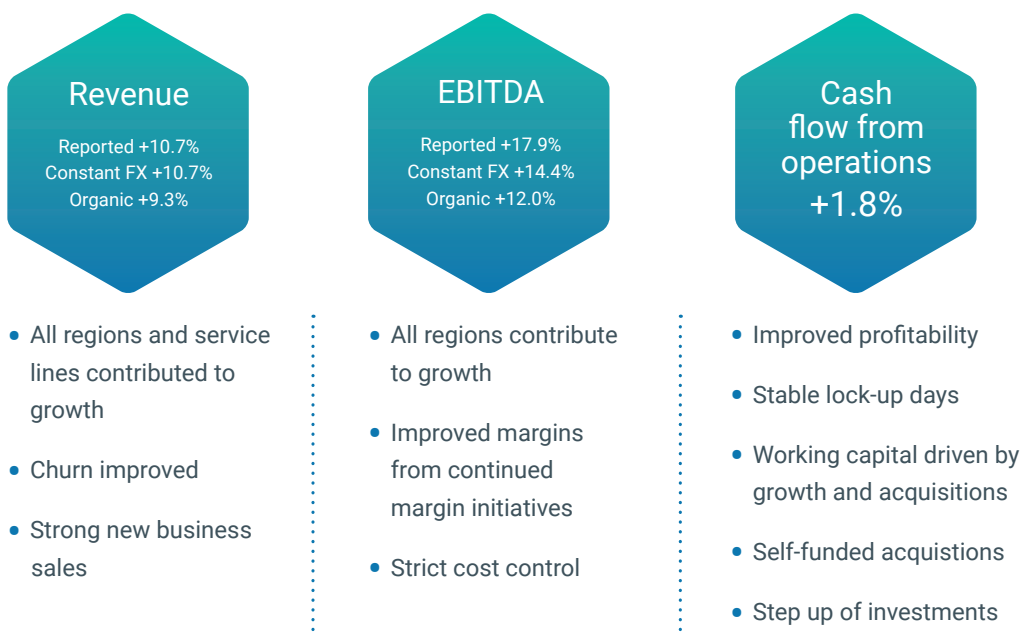 Revenue
Reported +10.7%
Constant FX +10.7%
Organic +9.3%
All regions and service
lines contributed to
growth
Churn improved
Strong new business
sales
EBITDA
Reported +17.9%
Constant FX +14.4%
Organic +12.0%
All regions contribute
to growth
Improved margins
from continued
margin initiatives
Strict cost control
Cash
flow from
operations
+1.8%
Improved profitability
Stable lock-up days
Working capital driven by
growth and acquisitions
Self-funded acquistions
Step up of investments